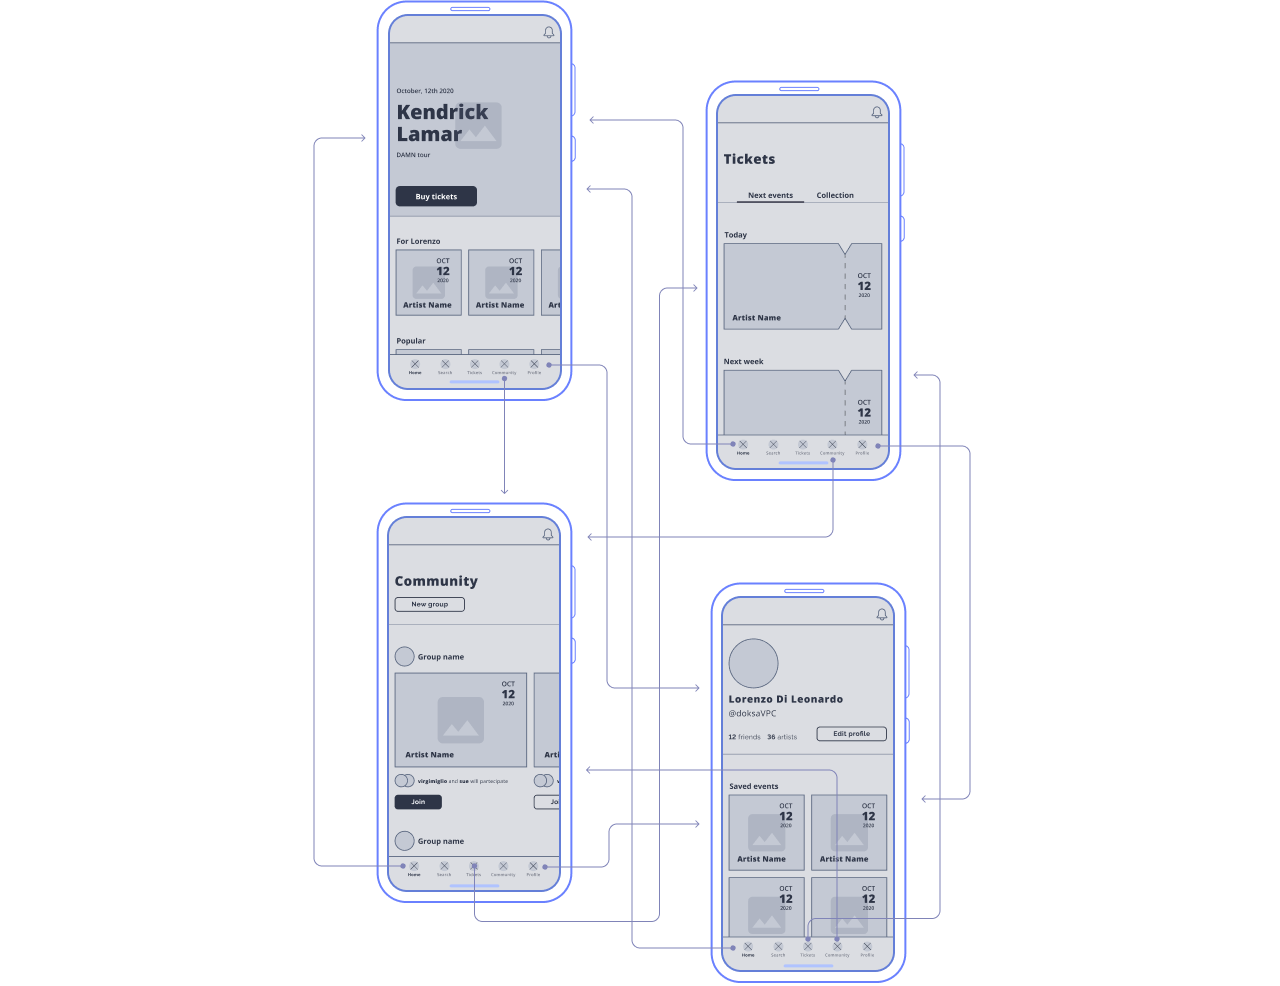 October, 12th 2020
Kendrick
Lamar
DAMN tour
Buy tickets
For Lorenzo
OCT
12
2020
Artist Name
OCT
12
2020
Artist Name
Art
Popular
Home Search Tickets Community Profile
Tickets
Next events Collection
Today
OCT
12
2020
Artist Name
Next week
OCT
12
2020
Home Search Tickets Community Profile
Community
New group
Group name
OCT
12
2020
Artist Name
Arti
virgimiglio and sue will partecipate
v
Join
Joi
Group name
Home Search Tickets Community Profile
Lorenzo Di Leonardo
@doksaVPC
12 friends 36 artists
Edit profile
Saved events
OCT
12
2020
Artist Name
OCT
12
2020
Artist Name
OCT
12
2020
OCT
12
2020
Home Search Tickets Community Profile